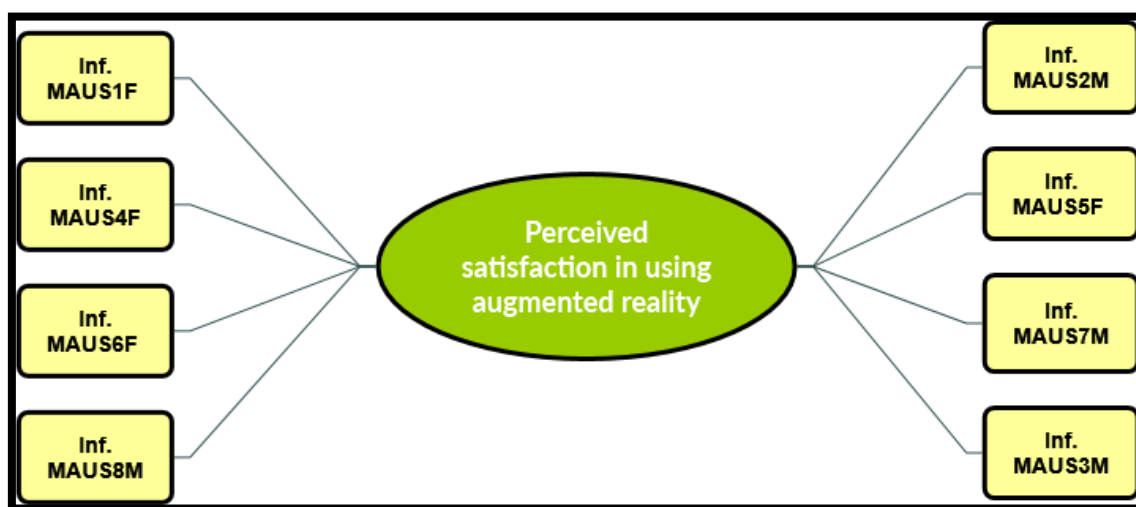 Inf.
MAUS1F
Inf.
MAUS4F
Inf.
MAUS6F
Inf.
MAUS8M
Perceived
satisfaction in using
augmented reality
Inf.
MAUS2M
Inf.
MAUS5F
Inf.
MAUS7M
Inf.
MAUS3M